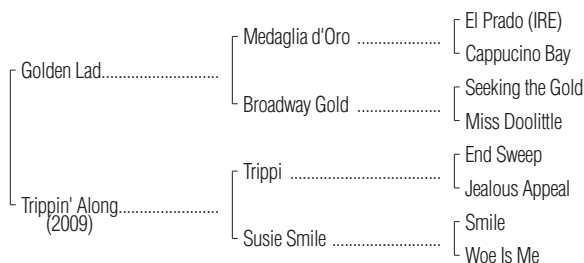 El Prado (IRE)
Medaglia d'Oro
Cappucino Bay
Golden Lad
Seeking the Gold
Broadway Gold
Miss Doolittle
End Sweep
Trippi
Jealous Appeal
Trippin' Along
(2009)
Smile
Susie Smile
Woe Is Me